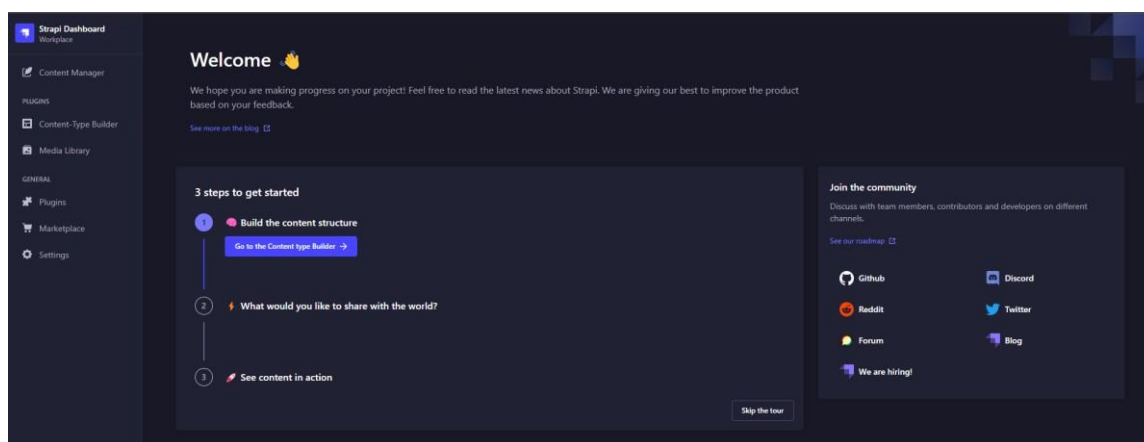 Strapi Dashboard
Workplace
Content Manager
PLUGINS
Content-Type Builder
Media Library
GENERAL
Plugins
Marketplace
Settings
Welcome 👋
We hope you are making progress on your project! Feel free to read the latest news about Strapi. We are giving our best to improve the product
based on your feedback.
See more on the blog
3 steps to get started
1
🧠 Build the content structure
Go to the Content type Builder →
2
⚡ What would you like to share with the world?
3
🚀 See content in action
Skip the tour
Join the community
Discuss with team members, contributors and developers on different
channels.
See our roadmap
Github
Discord
Reddit
Twitter
Forum
Blog
We are hiring!